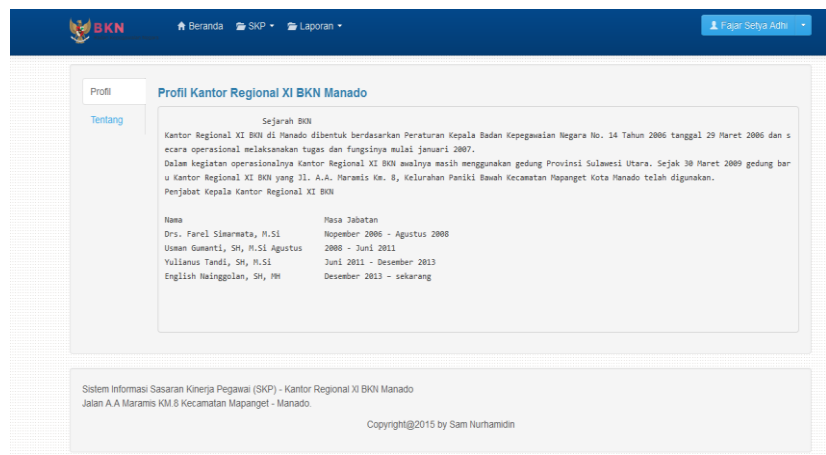 BKN
Beranda SKP Laporan Fajar Setya Adhi
Profil
Tentang
Profil Kantor Regional XI BKN Manado
Sejarah BKN
Kantor Regional XI BKN di Manado dibentuk berdasarkan Peraturan Kepala Badan Kepegawaian Negara No. 14 Tahun 2006 tanggal 29 Maret 2006 dan s
ecara operasional melaksanakan tugas dan fungsinya mulai januari 2007.
Dalam kegiatan operasionalnya Kantor Regional XI BKN awalnya masih menggunakan gedung Provinsi Sulawesi Utara. Sejak 30 Maret 2009 gedung bar
u Kantor Regional XI BKN yang Jl. A.A. Maramis Km. 8, Kelurahan Paniki Bawah Kecamatan Mapanget Kota Manado telah digunakan.
Penjabat Kepala Kantor Regional XI BKN
Nama Masa Jabatan
Drs. Farel Simarmata, M.Si Nopember 2006 - Agustus 2008
Usman Gumanti, SH, M.Si Agustus 2008 - Juni 2011
Yulianus Tandi, SH, M.Si Juni 2011 - Desember 2013
English Nainggolan, SH, MH Desember 2013 - sekarang
Sistem Informasi Sasaran Kinerja Pegawai (SKP) - Kantor Regional XI BKN Manado
Jalan A.A Maramis KM.8 Kecamatan Mapanget - Manado.
Copyright@2015 by Sam Nurhamidin